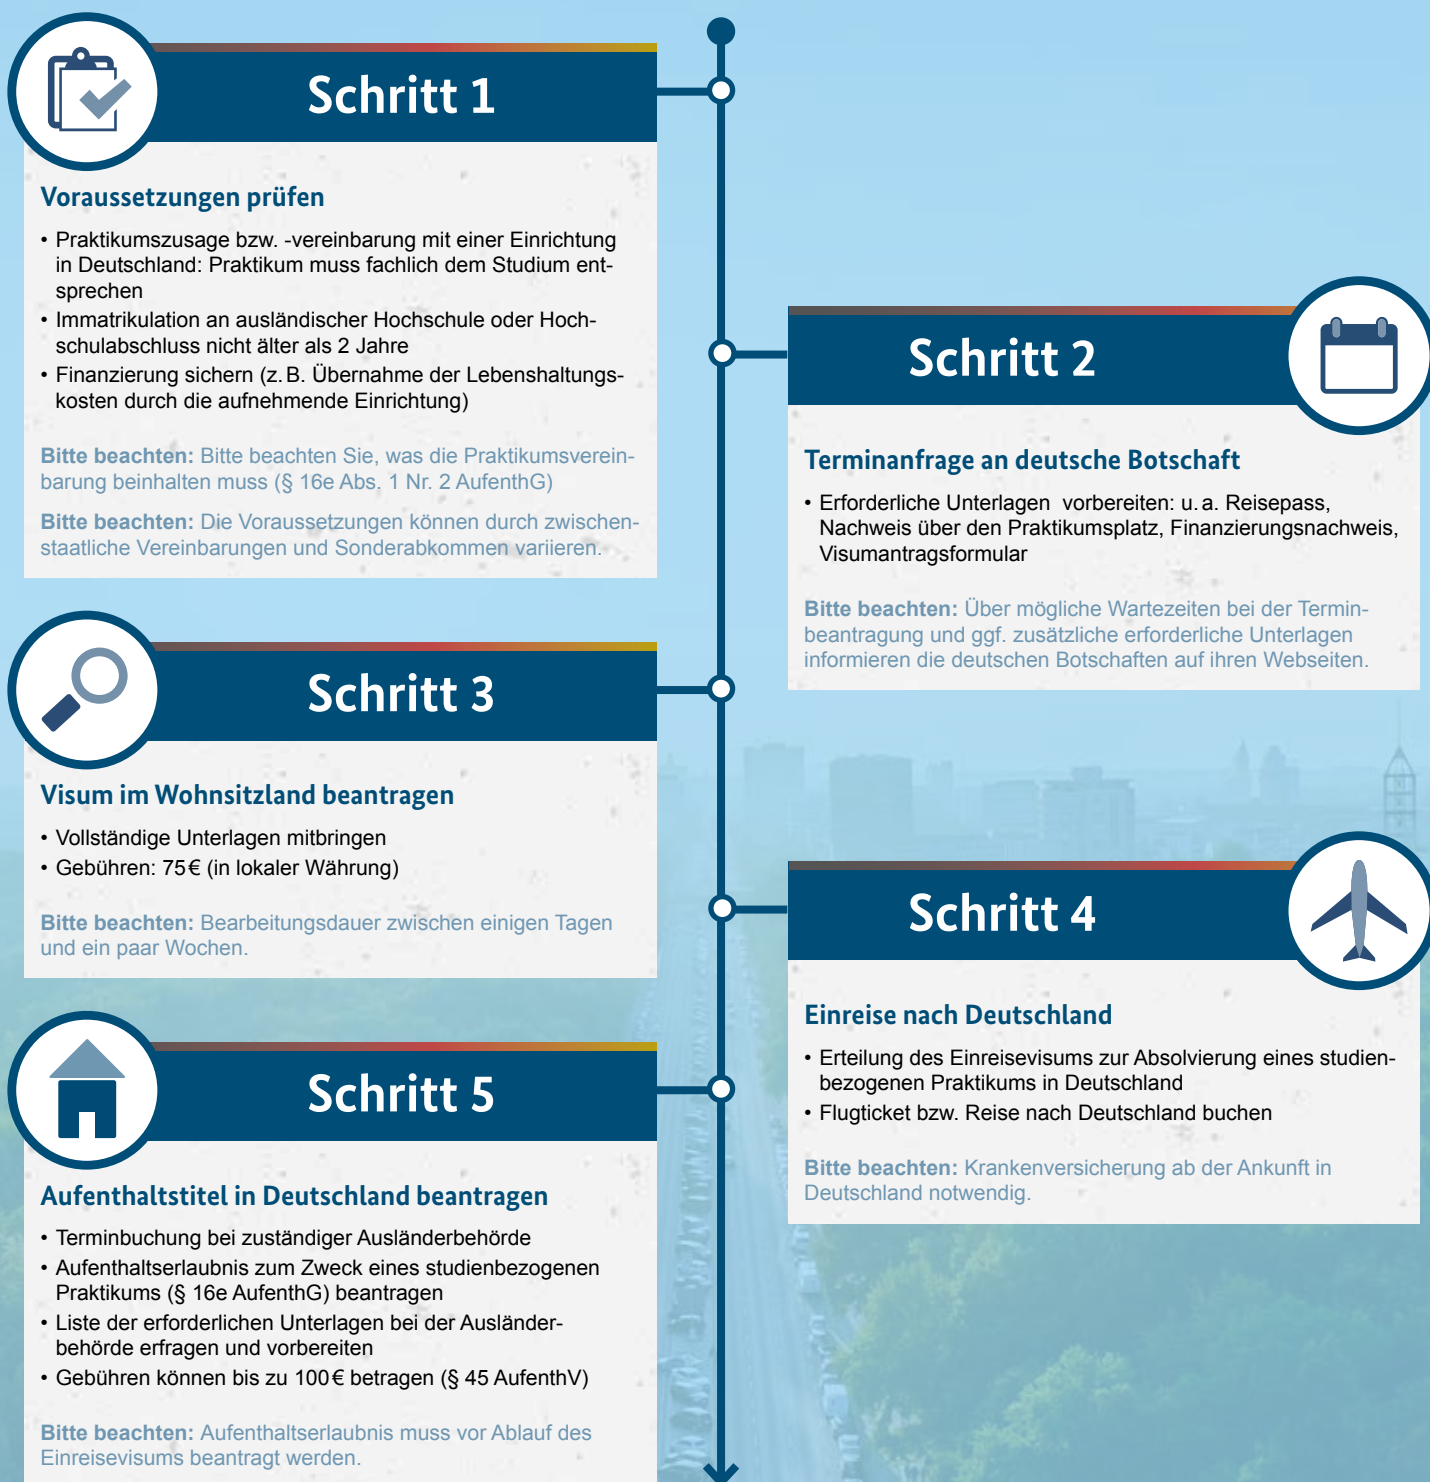 Schritt 1
Voraussetzungen prüfen
• Praktikumszusage bzw. -vereinbarung mit einer Einrichtung
in Deutschland: Praktikum muss fachlich dem Studium ent-
sprechen
• Immatrikulation an ausländischer Hochschule oder Hoch-
schulabschluss nicht älter als 2 Jahre
• Finanzierung sichern (z. B. Übernahme der Lebenshaltungs-
kosten durch die aufnehmende Einrichtung)
Bitte beachten: Bitte beachten Sie, was die Praktikumsverein-
barung beinhalten muss (§ 16e Abs. 1 Nr. 2 AufenthG)
Bitte beachten: Die Voraussetzungen können durch zwischen-
staatliche Vereinbarungen und Sonderabkommen variieren.
Schritt 2
Terminanfrage an deutsche Botschaft
• Erforderliche Unterlagen vorbereiten: u. a. Reisepass,
Nachweis über den Praktikumsplatz, Finanzierungsnachweis,
Visumantragsformular
Bitte beachten: Über mögliche Wartezeiten bei der Termin-
beantragung und ggf. zusätzliche erforderliche Unterlagen
informieren die deutschen Botschaften auf ihren Webseiten.
Schritt 3
Visum im Wohnsitzland beantragen
• Vollständige Unterlagen mitbringen
• Gebühren: 75 € (in lokaler Währung)
Bitte beachten: Bearbeitungsdauer zwischen einigen Tagen
und ein paar Wochen.
Schritt 4
Einreise nach Deutschland
• Erteilung des Einreisevisums zur Absolvierung eines studien-
bezogenen Praktikums in Deutschland
• Flugticket bzw. Reise nach Deutschland buchen
Bitte beachten: Krankenversicherung ab der Ankunft in
Deutschland notwendig.
Schritt 5
Aufenthaltstitel in Deutschland beantragen
• Terminbuchung bei zuständiger Ausländerbehörde
• Aufenthaltserlaubnis zum Zweck eines studienbezogenen
Praktikums (§ 16e AufenthG) beantragen
• Liste der erforderlichen Unterlagen bei der Ausländer-
behörde erfragen und vorbereiten
• Gebühren können bis zu 100 € betragen (§ 45 AufenthV)
Bitte beachten: Aufenthaltserlaubnis muss vor Ablauf des
Einreisevisums beantragt werden.